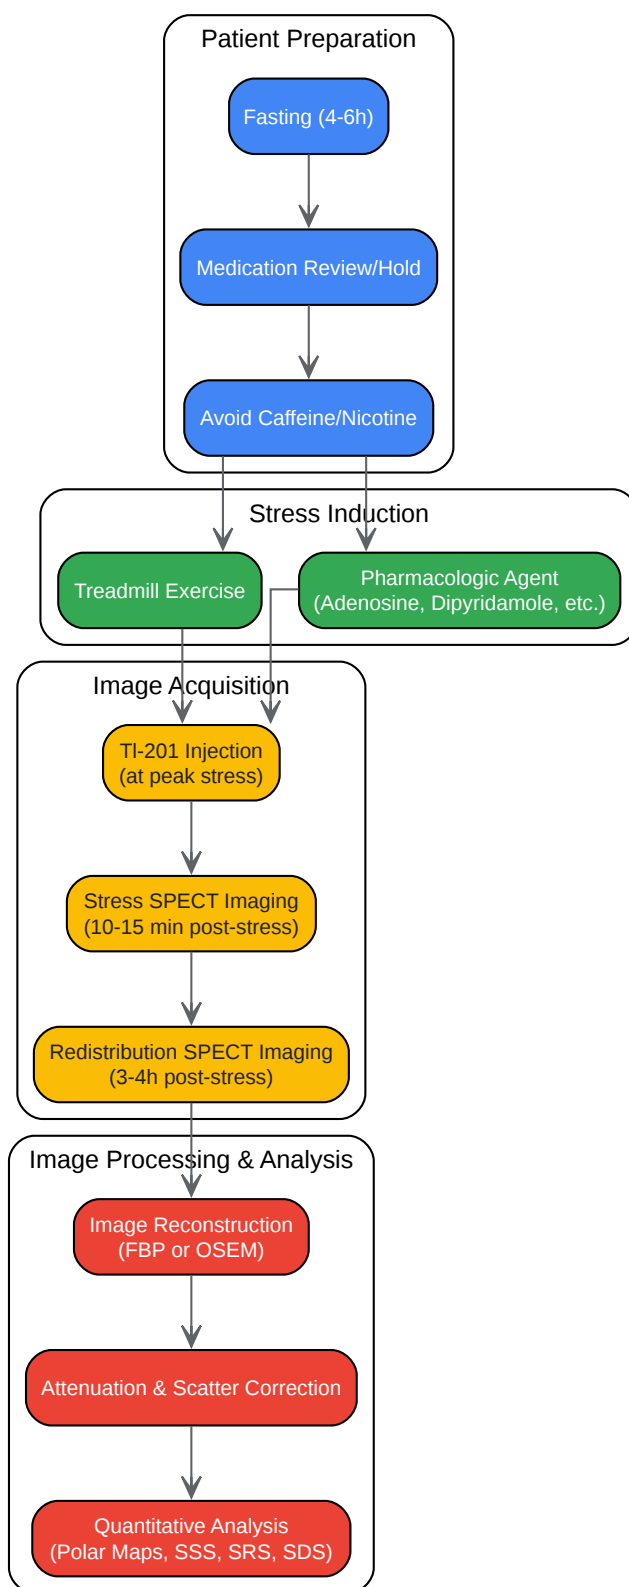 Patient Preparation
Fasting (4-6h)
Medication Review/Hold
Avoid Caffeine/Nicotine
Stress Induction
Treadmill Exercise
Pharmacologic Agent
(Adenosine, Dipyridamole, etc.)
Image Acquisition
Tl-201 Injection
(at peak stress)
Stress SPECT Imaging
(10-15 min post-stress)
Redistribution SPECT Imaging
(3-4h post-stress)
Image Processing & Analysis
Image Reconstruction
(FBP or OSEM)
Attenuation & Scatter Correction
Quantitative Analysis
(Polar Maps, SSS, SRS, SDS)